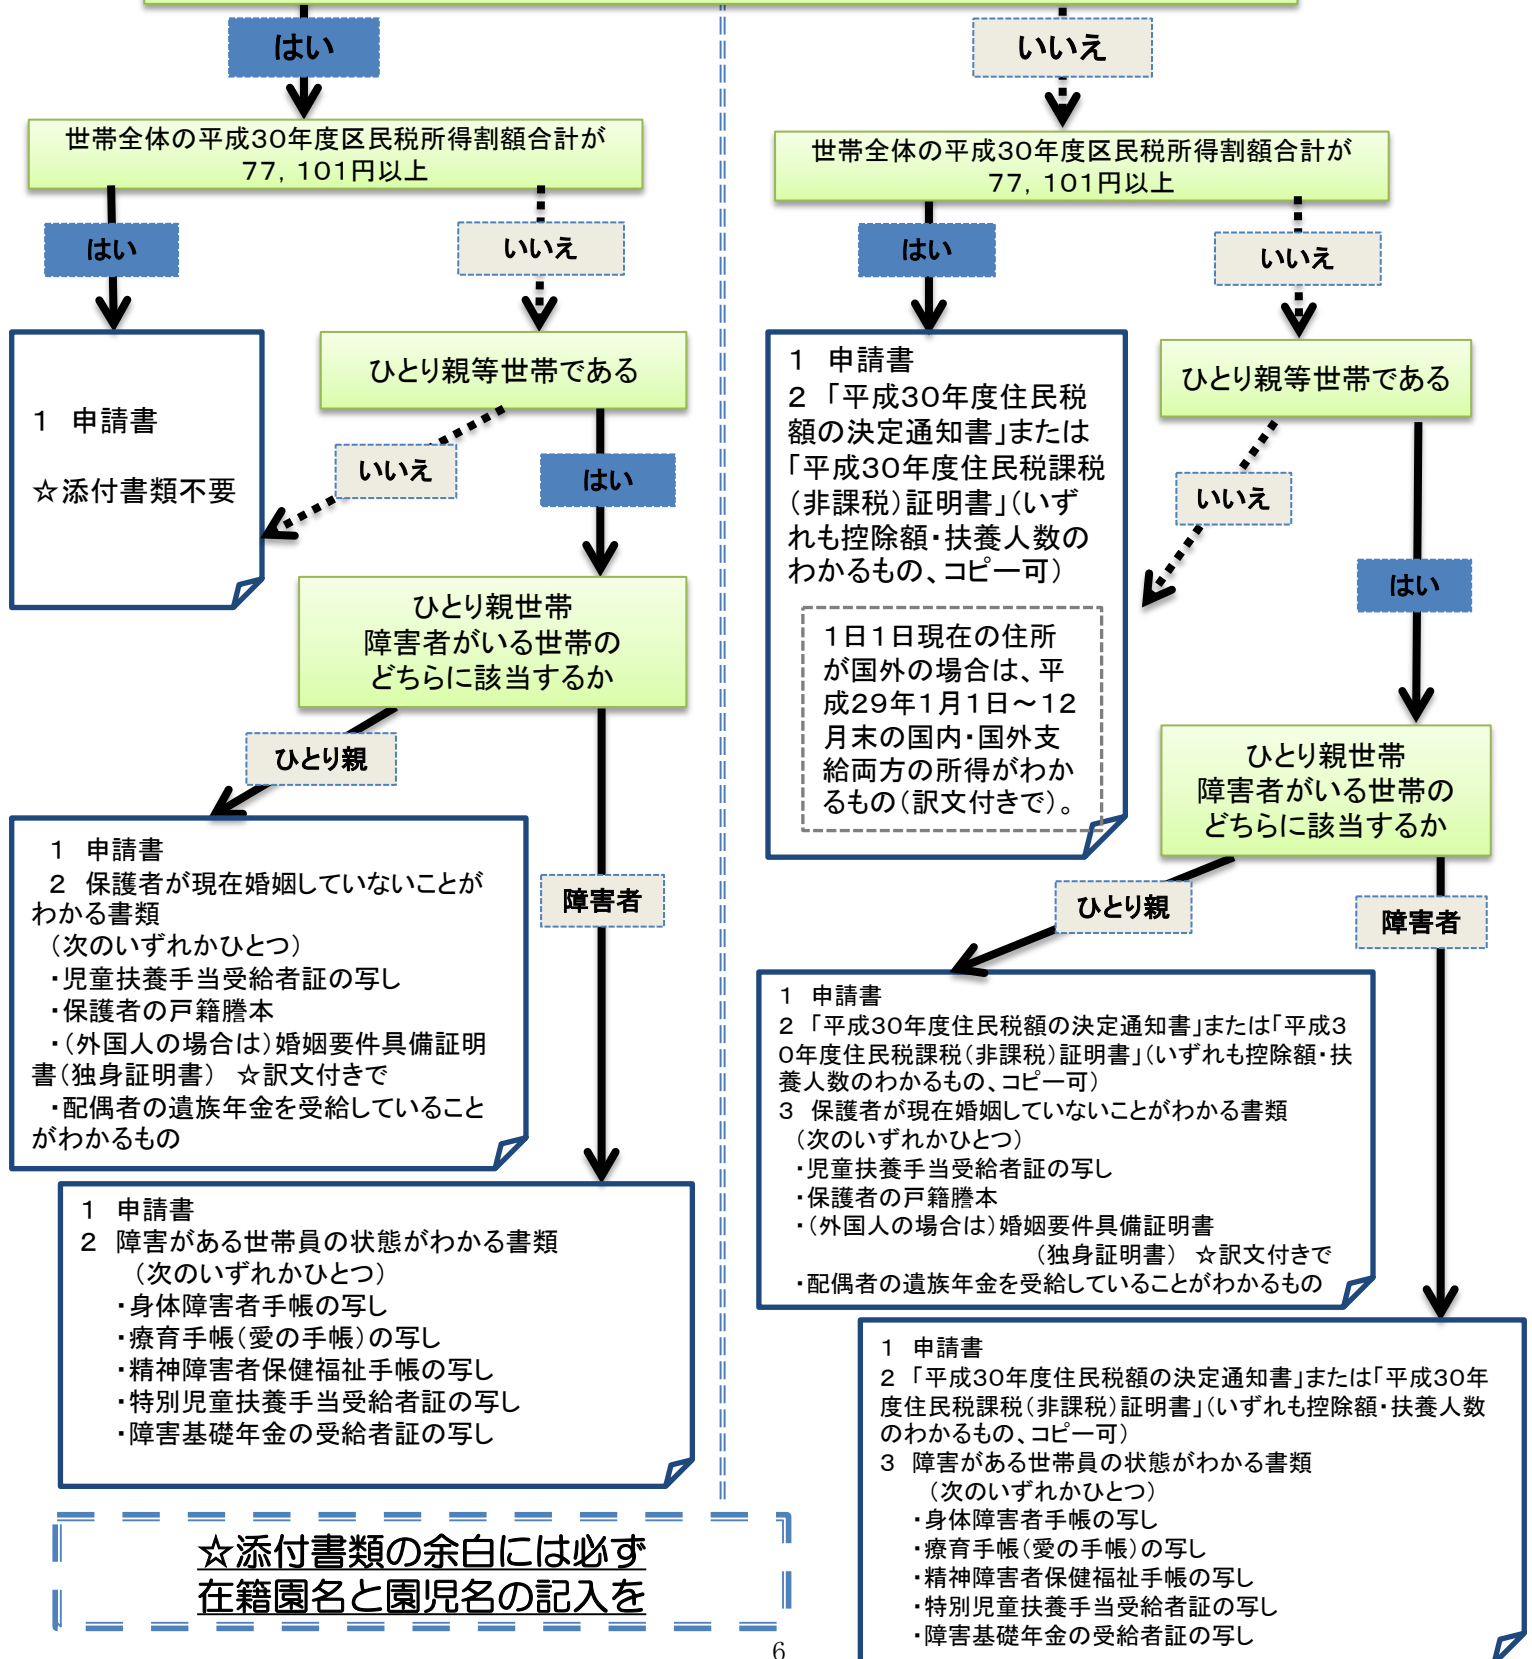 はい
世帯全体の平成30年度区民税所得割額合計が
77，101円以上
はい
いいえ
1　申請書
☆添付書類不要
ひとり親等世帯である
いいえ
はい
ひとり親世帯
障害者がいる世帯の
どちらに該当するか
ひとり親
障害者
1　申請書
2　保護者が現在婚姻していないことが
わかる書類
（次のいずれかひとつ）
・児童扶養手当受給者証の写し
・保護者の戸籍謄本
・（外国人の場合は）婚姻要件具備証明
書（独身証明書）　☆訳文付きで
・配偶者の遺族年金を受給していること
がわかるもの
1　申請書
2　障害がある世帯員の状態がわかる書類
（次のいずれかひとつ）
・身体障害者手帳の写し
・療育手帳（愛の手帳）の写し
・精神障害者保健福祉手帳の写し
・特別児童扶養手当受給者証の写し
・障害基礎年金の受給者証の写し
☆添付書類の余白には必ず
在籍園名と園児名の記入を
いいえ
世帯全体の平成30年度区民税所得割額合計が
77，101円以上
はい
いいえ
1　申請書
2　「平成30年度住民税
額の決定通知書」または
「平成30年度住民税課税
（非課税）証明書」（いず
れも控除額・扶養人数の
わかるもの、コピー可）
1日1日現在の住所
が国外の場合は、平
成29年1月1日～12
月末の国内・国外支
給両方の所得がわか
るもの（訳文付きで）。
ひとり親等世帯である
いいえ
はい
ひとり親世帯
障害者がいる世帯の
どちらに該当するか
ひとり親
障害者
1　申請書
2　「平成30年度住民税額の決定通知書」または「平成3
0年度住民税課税（非課税）証明書」（いずれも控除額・扶
養人数のわかるもの、コピー可）
3　保護者が現在婚姻していないことがわかる書類
（次のいずれかひとつ）
・児童扶養手当受給者証の写し
・保護者の戸籍謄本
・（外国人の場合は）婚姻要件具備証明書
（独身証明書）　☆訳文付きで
・配偶者の遺族年金を受給していることがわかるもの
1　申請書
2　「平成30年度住民税額の決定通知書」または「平成30年
度住民税課税（非課税）証明書」（いずれも控除額・扶養人数
のわかるもの、コピー可）
3　障害がある世帯員の状態がわかる書類
（次のいずれかひとつ）
・身体障害者手帳の写し
・療育手帳（愛の手帳）の写し
・精神障害者保健福祉手帳の写し
・特別児童扶養手当受給者証の写し
・障害基礎年金の受給者証の写し
6